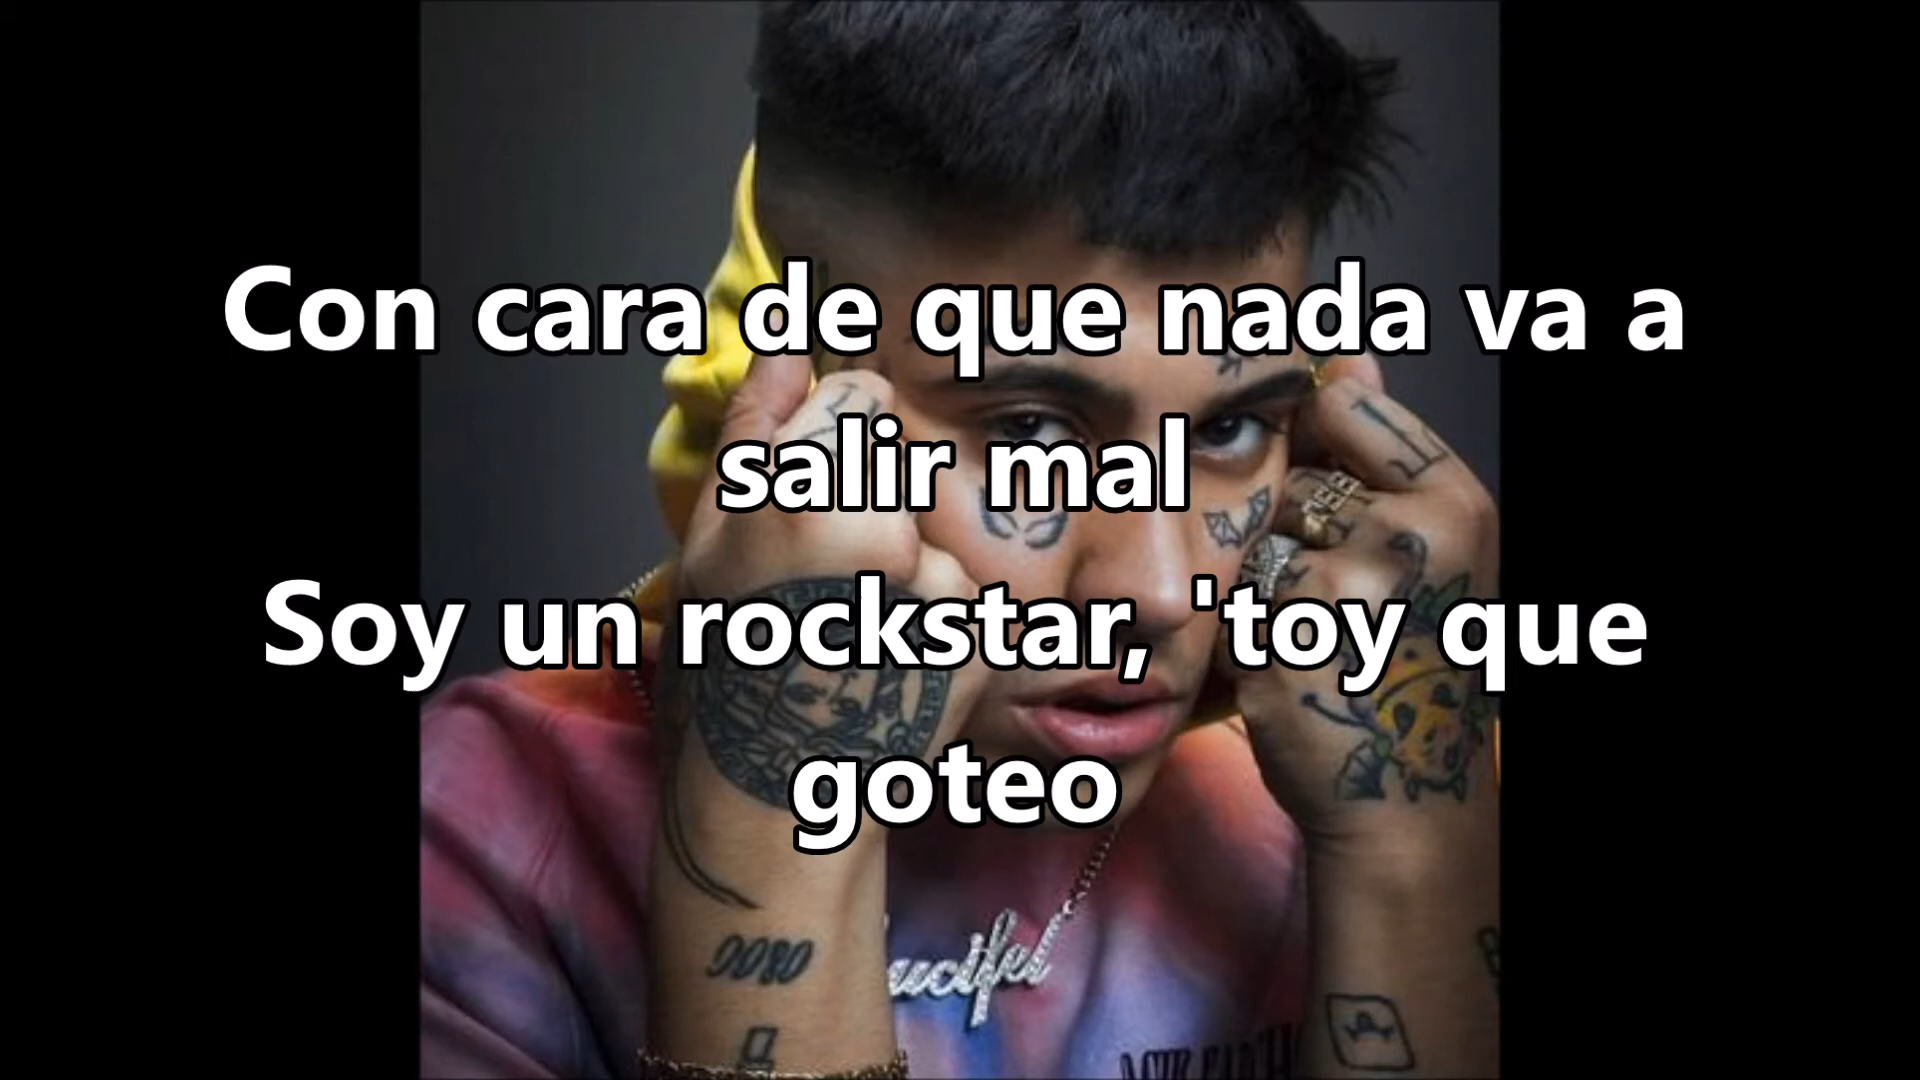 Con cara de que nada va a
salir mal
Soy un rockstar, 'toy que
goteo